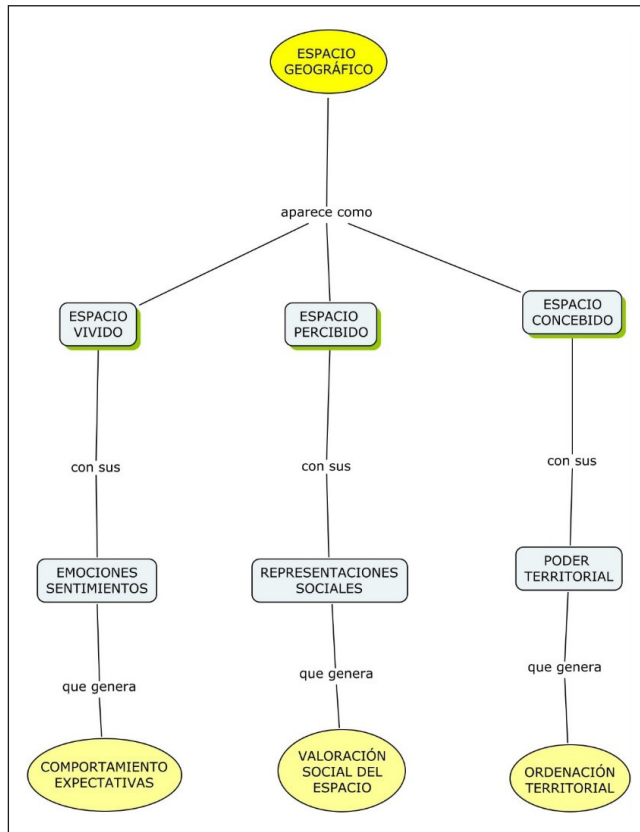 ESPACIO
GEOGRÁFICO
aparece como
ESPACIO
VIVIDO
ESPACIO
PERCIBIDO
ESPACIO
CONCEBIDO
con sus
con sus
con sus
EMOCIONES
SENTIMIENTOS
REPRESENTACIONES
SOCIALES
PODER
TERRITORIAL
que genera
que genera
que genera
COMPORTAMIENTO
EXPECTATIVAS
VALORACIÓN
SOCIAL DEL
ESPACIO
ORDENACIÓN
TERRITORIAL